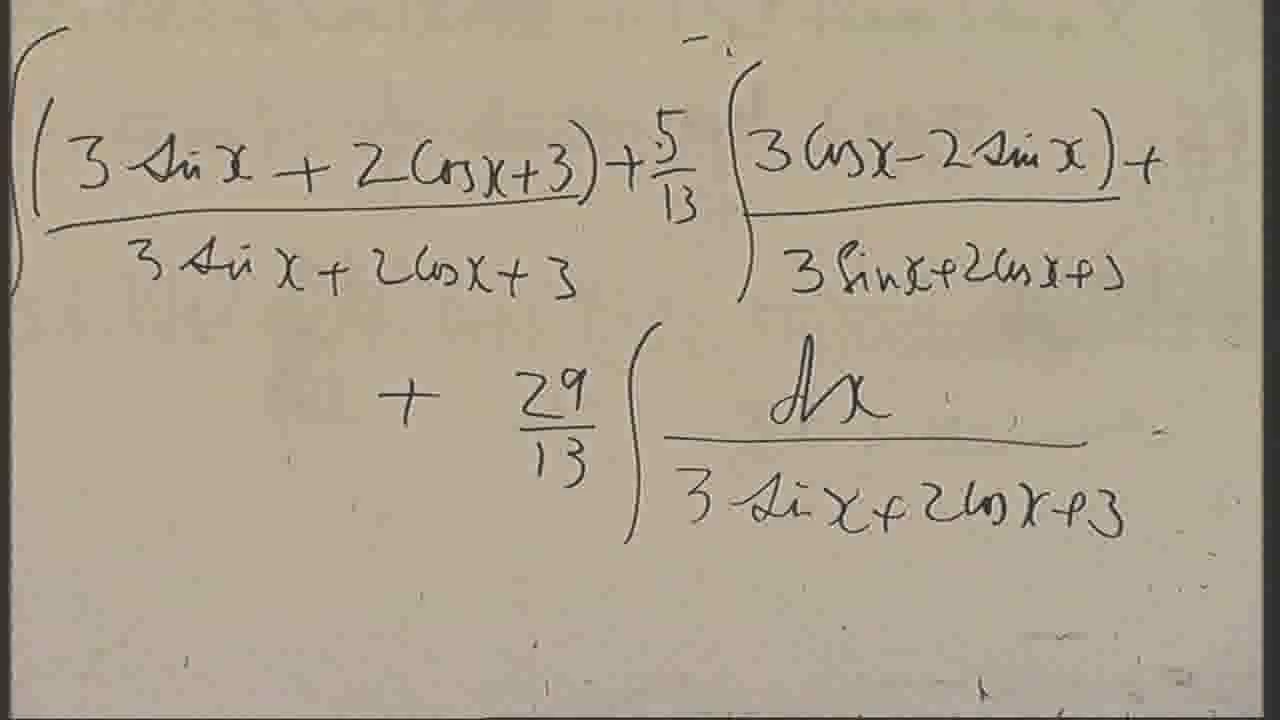 ∫ (3 sin x + 2 cos x + 3) / (3 sin x + 2 cos x + 3) + 5/13 ∫ (3 cos x - 2 sin x) / (3 sin x + 2 cos x + 3) +
+ 29/13 ∫ dx / (3 sin x + 2 cos x + 3)